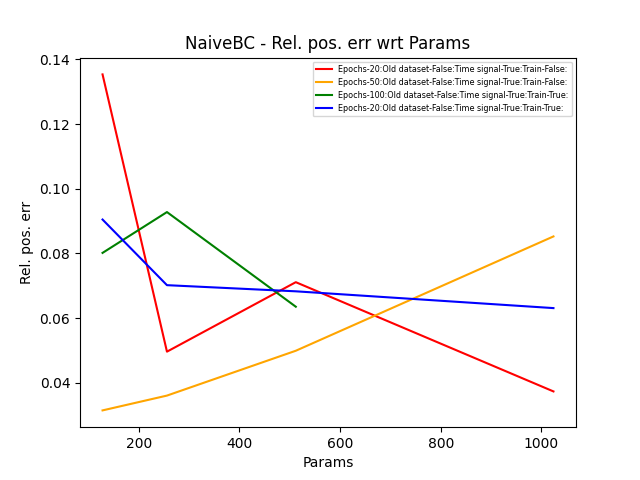 NaiveBC - Rel. pos. err wrt Params
Epochs-20:Old dataset-False:Time signal-True:Train-False:
Epochs-50:Old dataset-False:Time signal-True:Train-False:
Epochs-100:Old dataset-False:Time signal-True:Train-True:
Epochs-20:Old dataset-False:Time signal-True:Train-True:
Rel. pos. err
0.14
0.12
0.10
0.08
0.06
0.04
200 400 600 800 1000
Params